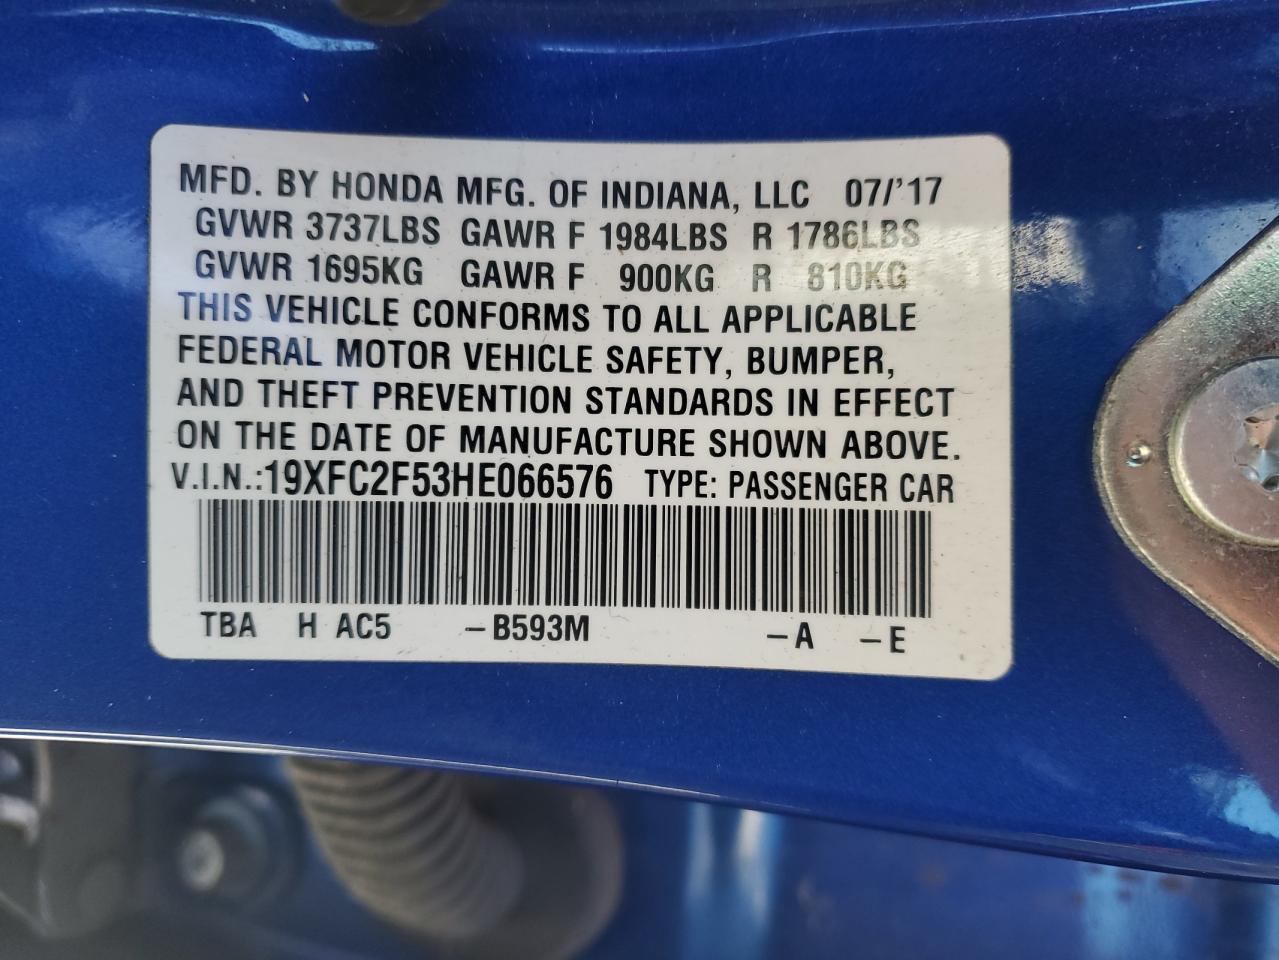 MFD. BY HONDA MFG. OF INDIANA, LLC 07/'17
GVWR 3737LBS GAWR F 1984LBS R 1786LBS
GVWR 1695KG GAWR F 900KG R 810KG
THIS VEHICLE CONFORMS TO ALL APPLICABLE
FEDERAL MOTOR VEHICLE SAFETY, BUMPER,
AND THEFT PREVENTION STANDARDS IN EFFECT
ON THE DATE OF MANUFACTURE SHOWN ABOVE.
V.I.N.:19XFC2F53HE066576 TYPE: PASSENGER CAR
TBA H AC5 –B593M –A –E